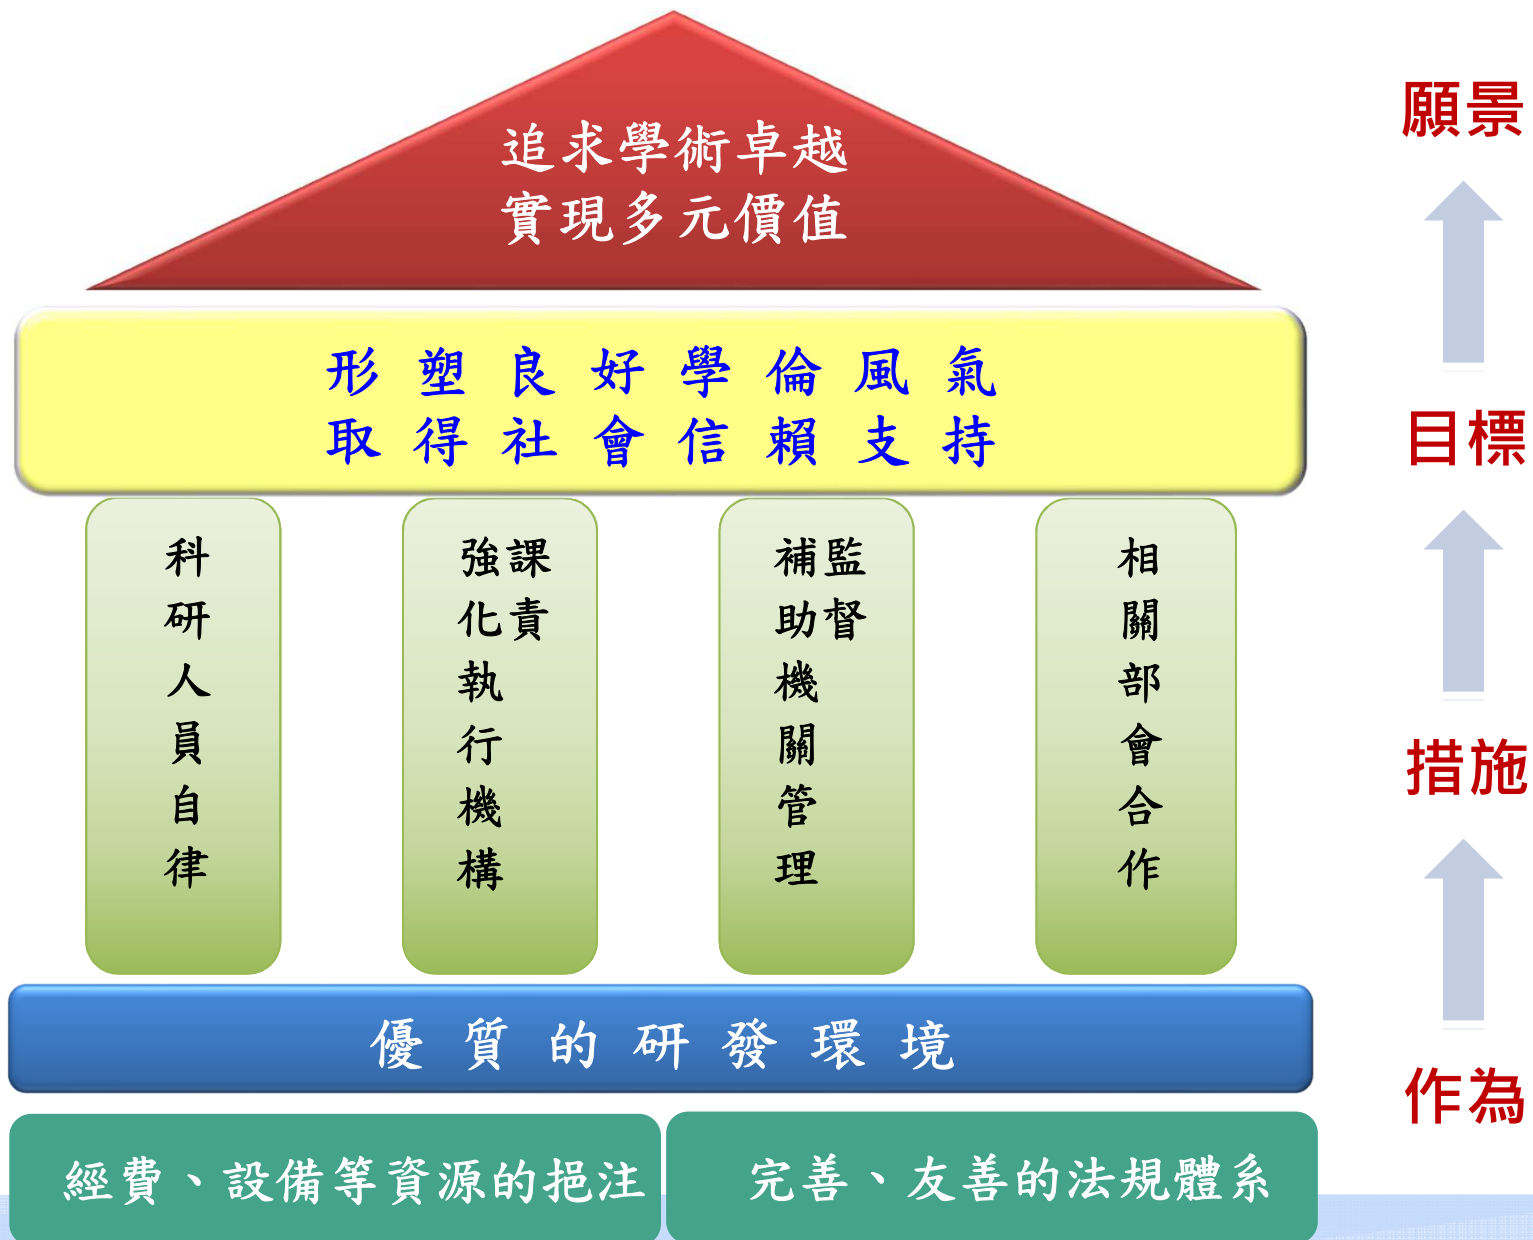 追求學術卓越
實現多元價值
形塑良好學倫風氣
取得社會信賴支持
科研人員自律
強化執行機構
課責
補助機關管理
監督
相關部會合作
優質的研發環境
經費、設備等資源的挹注
完善、友善的法規體系
願景
目標
措施
作為